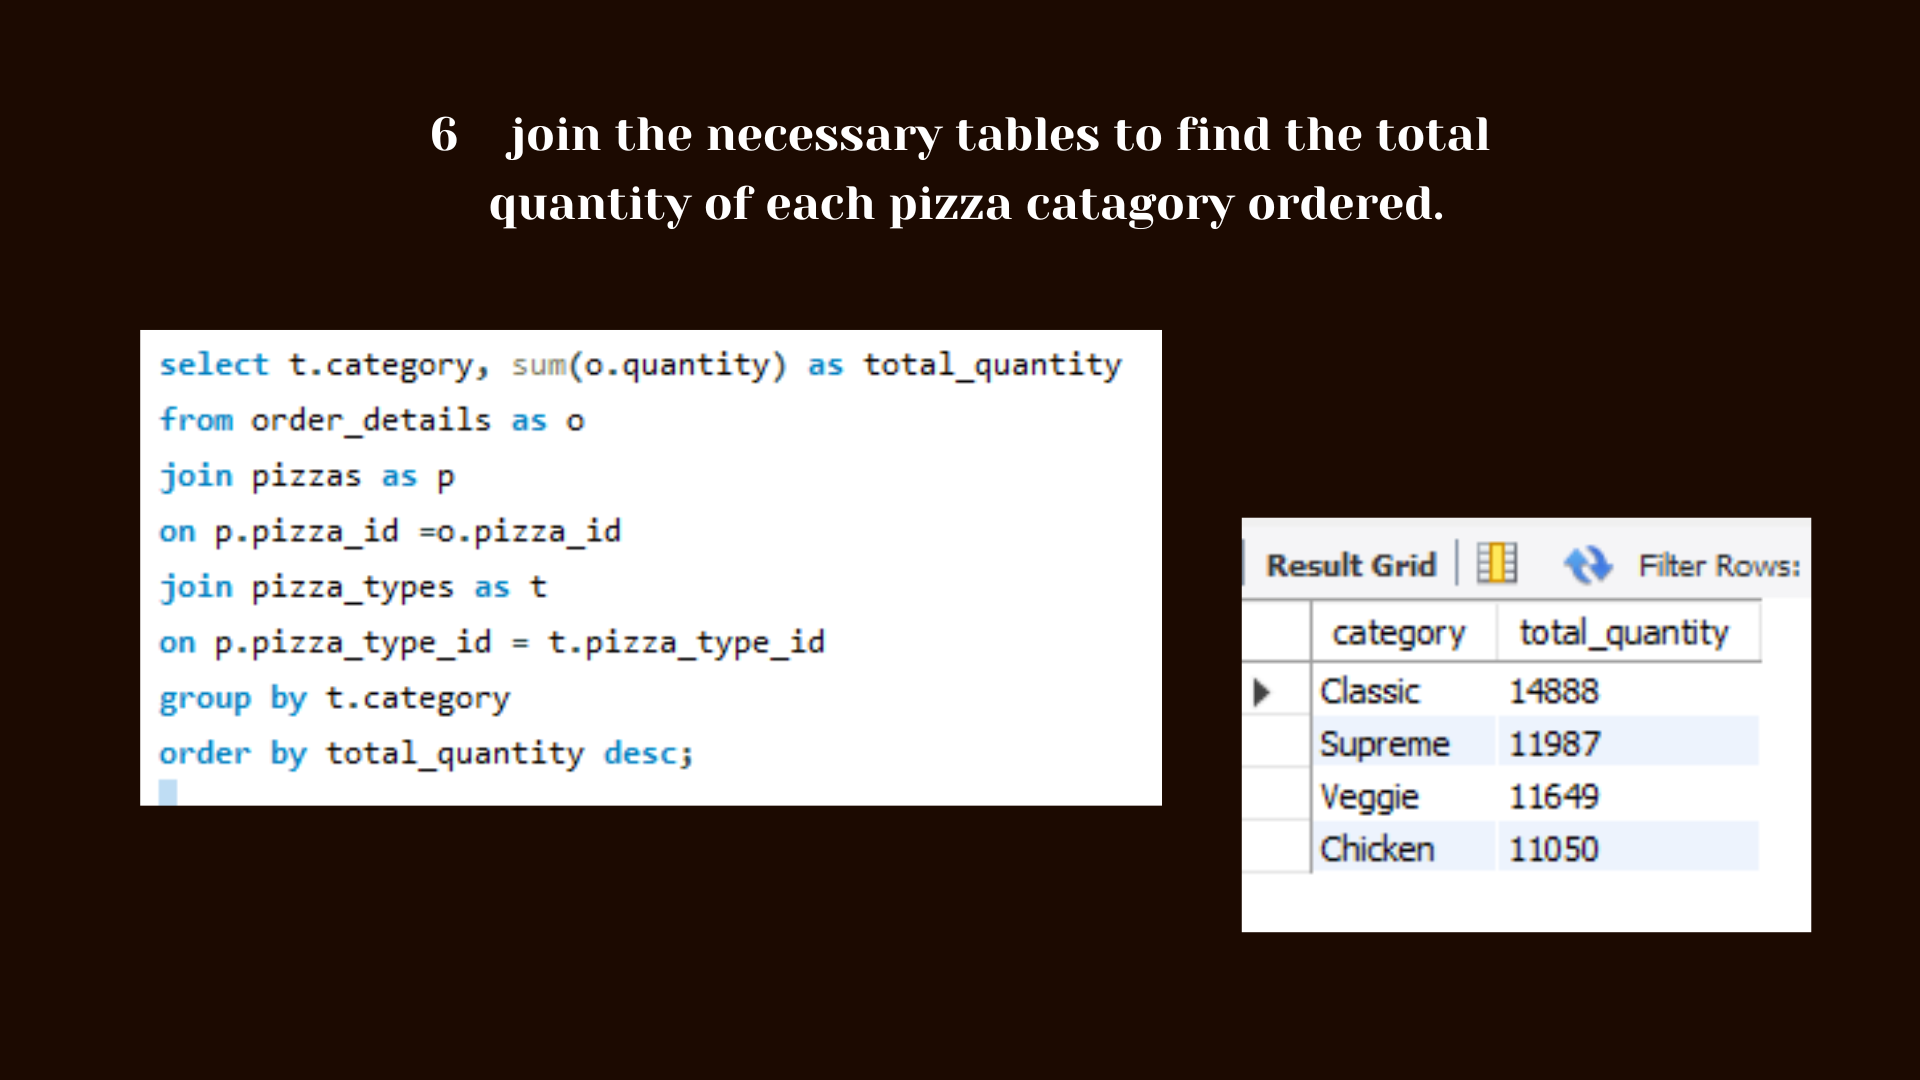 6 join the necessary tables to find the total
quantity of each pizza catagory ordered.
select t.category, sum(o.quantity) as total_quantity
from order_details as o
join pizzas as p
on p.pizza_id =o.pizza_id
join pizza_types as t
on p.pizza_type_id = t.pizza_type_id
group by t.category
order by total_quantity desc;
Result Grid Filter Rows:
category total_quantity
Classic 14888
Supreme 11987
Veggie 11649
Chicken 11050